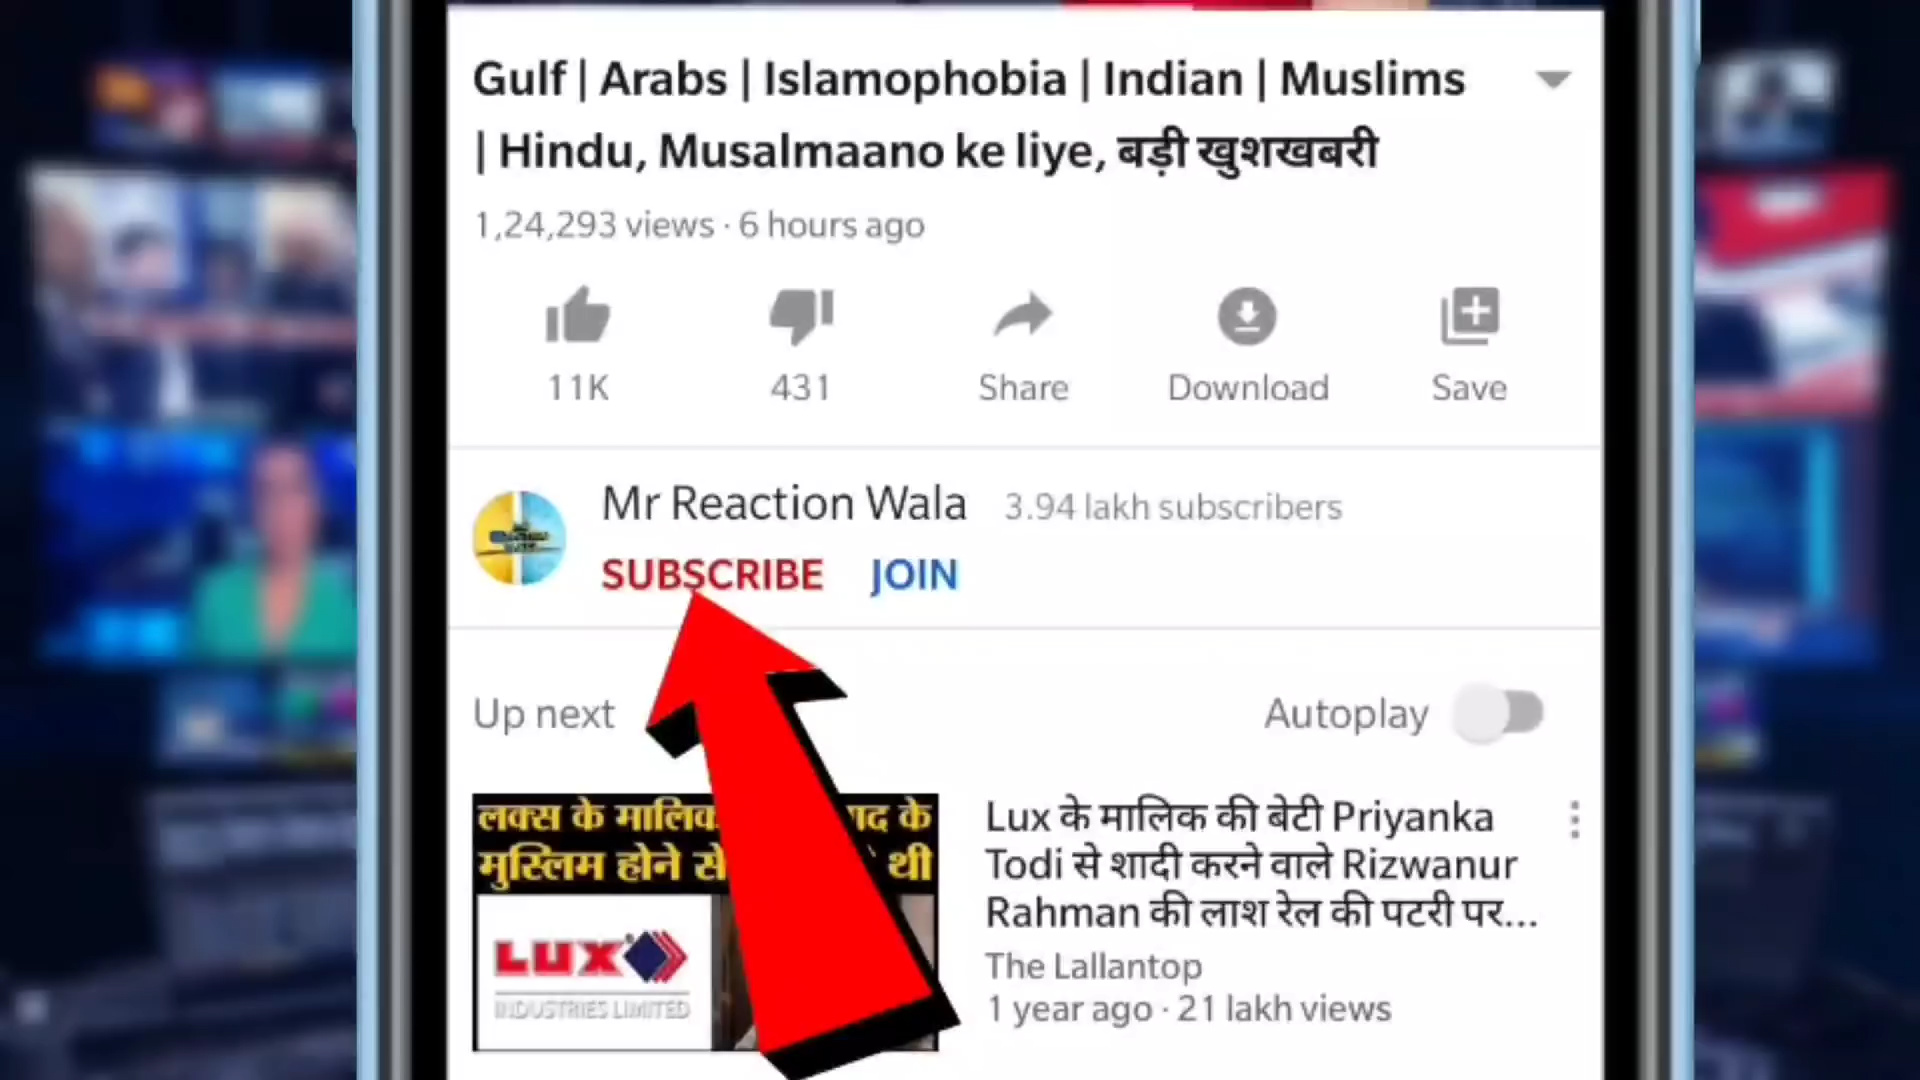 Gulf | Arabs | Islamophobia | Indian | Muslims
| Hindu, Musalmaano ke liye, बड़ी खुशखबरी
1,24,293 views · 6 hours ago
11K
431
Share
Download
Save
Mr Reaction Wala
3.94 lakh subscribers
SUBSCRIBE
JOIN
Up next
Autoplay
लक्स के मालिक के
मुस्लिम होने से थी
LUX
INDUSTRIES LIMITED
Lux के मालिक की बेटी Priyanka
Todi से शादी करने वाले Rizwanur
Rahman की लाश रेल की पटरी पर...
The Lallantop
1 year ago · 21 lakh views